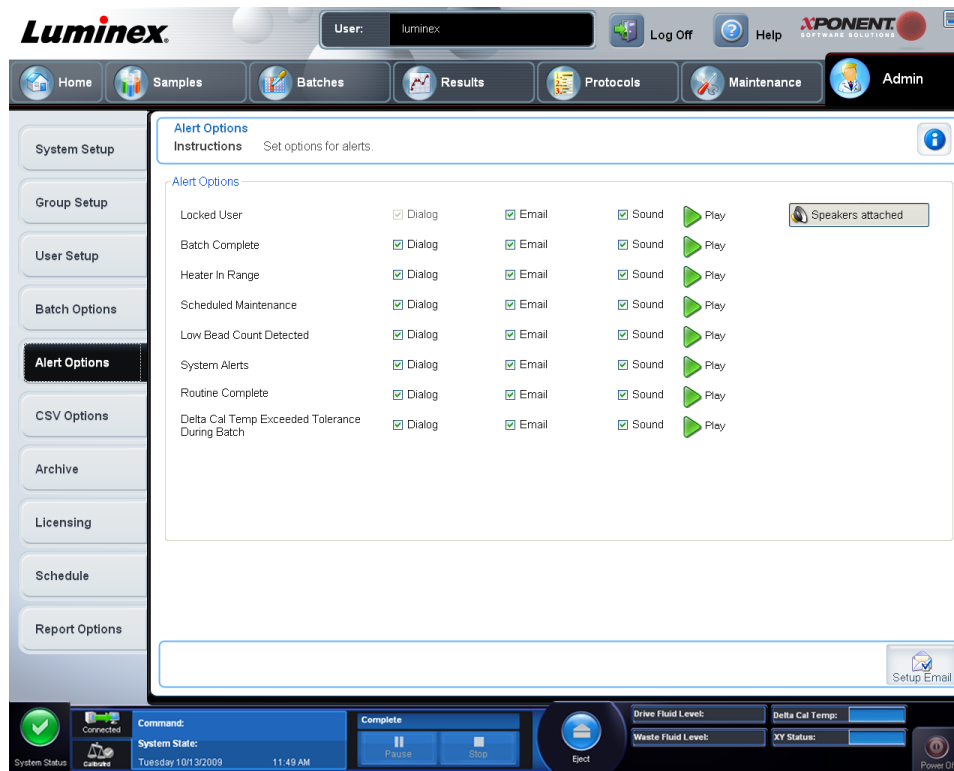 Luminex.
User: luminex
Log Off
Help
XPONENT.
SOFTWARE SOLUTIONS
Home
Samples
Batches
Results
Protocols
Maintenance
Admin
System Setup
Group Setup
User Setup
Batch Options
Alert Options
CSV Options
Archive
Licensing
Schedule
Report Options
Alert Options
Instructions Set options for alerts.
Alert Options
Locked User Dialog Email Sound Play Speakers attached
Batch Complete Dialog Email Sound Play
Heater In Range Dialog Email Sound Play
Scheduled Maintenance Dialog Email Sound Play
Low Bead Count Detected Dialog Email Sound Play
System Alerts Dialog Email Sound Play
Routine Complete Dialog Email Sound Play
Delta Cal Temp Exceeded Tolerance
During Batch Dialog Email Sound Play
Setup Email
System Status
Connected
Calibrated
Command:
System State:
Tuesday 10/13/2009 11:49 AM
Complete
Pause
Stop
Eject
Drive Fluid Level:
Waste Fluid Level:
Delta Cal Temp:
XY Status:
Power Of